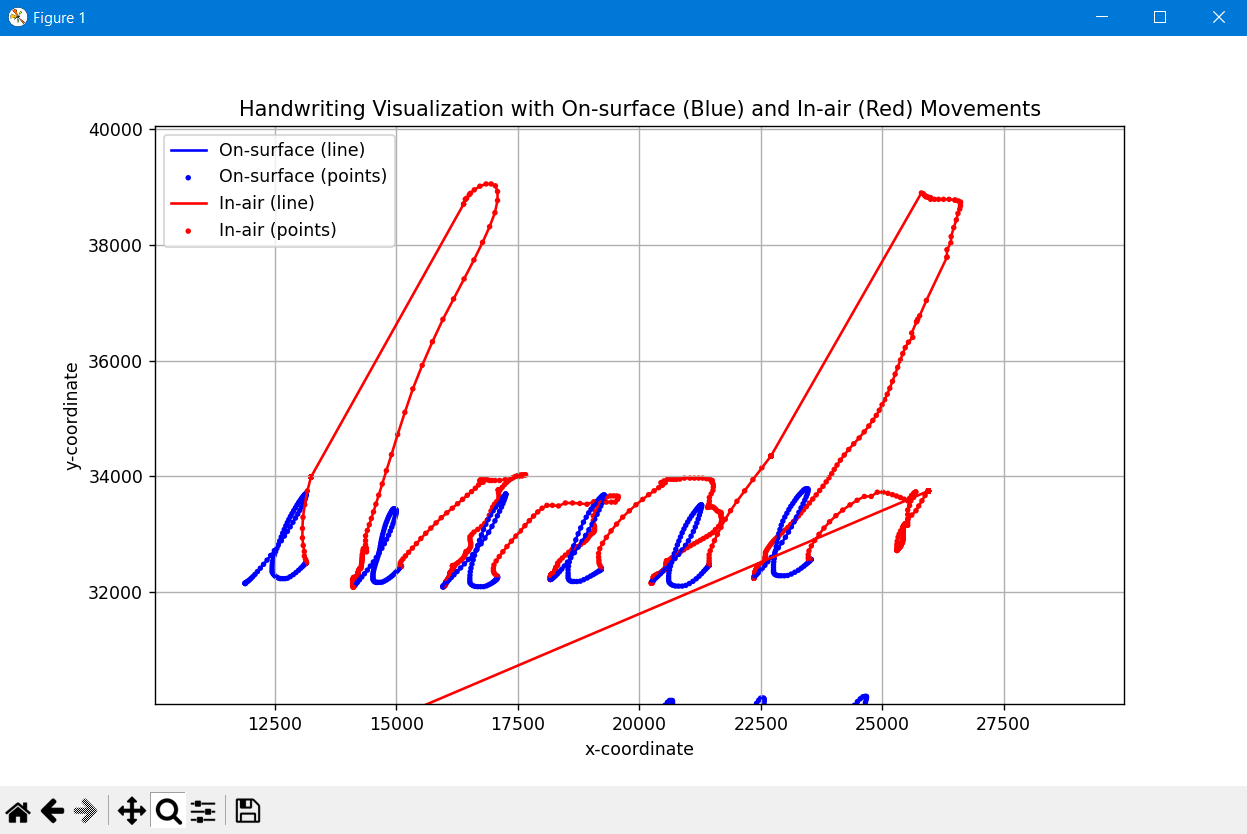 Figure 1
Handwriting Visualization with On-surface (Blue) and In-air (Red) Movements
On-surface (line)
On-surface (points)
In-air (line)
In-air (points)
y-coordinate
40000
38000
36000
34000
32000
12500 15000 17500 20000 22500 25000 27500
x-coordinate